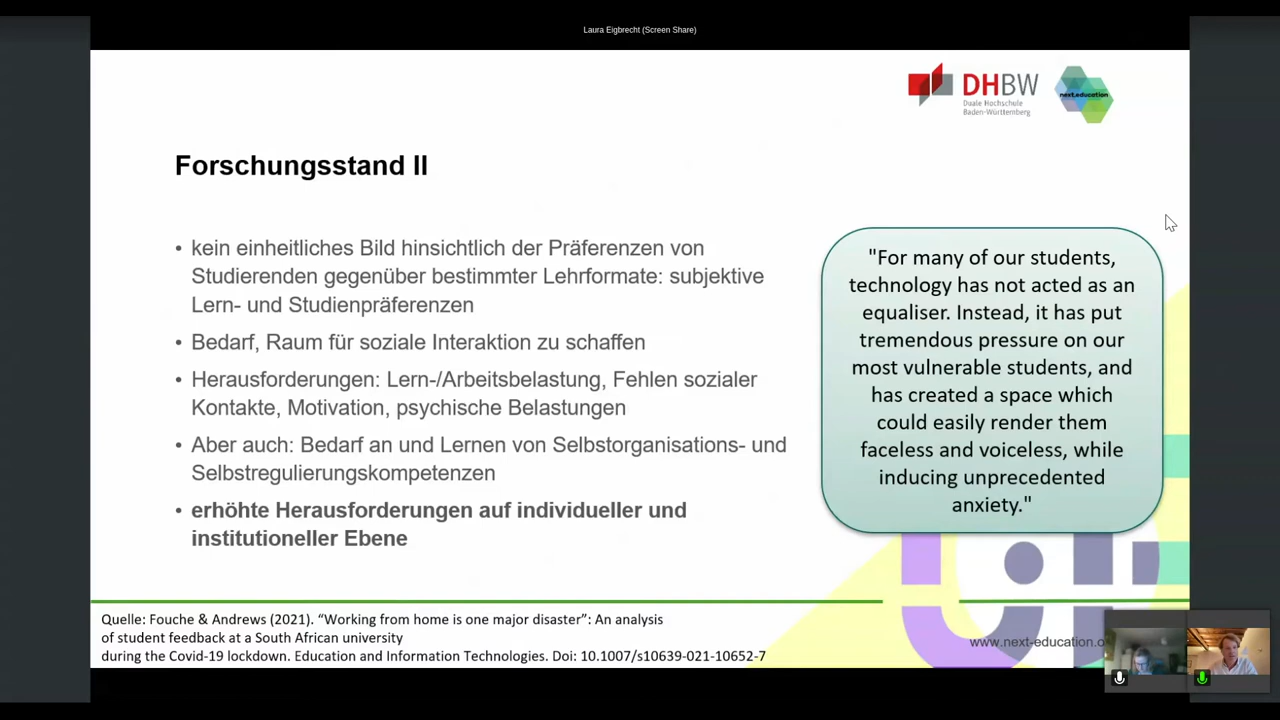 Laura Eigbrecht (Screen Share)
DHBW
Duale Hochschule
Baden-Württemberg
next.education
Forschungsstand II
• kein einheitliches Bild hinsichtlich der Präferenzen von
Studierenden gegenüber bestimmter Lehrformate: subjektive
Lern- und Studienpräferenzen
• Bedarf, Raum für soziale Interaktion zu schaffen
• Herausforderungen: Lern-/Arbeitsbelastung, Fehlen sozialer
Kontakte, Motivation, psychische Belastungen
• Aber auch: Bedarf an und Lernen von Selbstorganisations- und
Selbstregulierungskompetenzen
• erhöhte Herausforderungen auf individueller und
institutioneller Ebene
"For many of our students,
technology has not acted as an
equaliser. Instead, it has put
tremendous pressure on our
most vulnerable students, and
has created a space which
could easily render them
faceless and voiceless, while
inducing unprecedented
anxiety."
Quelle: Fouche & Andrews (2021). “Working from home is one major disaster”: An analysis
of student feedback at a South African university
during the Covid-19 lockdown. Education and Information Technologies. Doi: 10.1007/s10639-021-10652-7
www.next-education.o